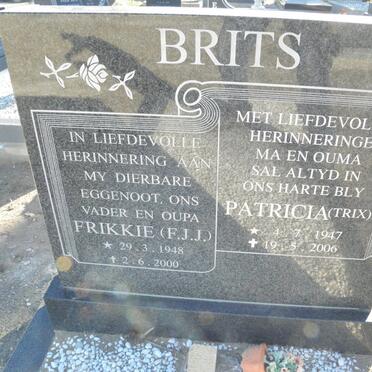 BRITS
IN LIEFDEVOLLE
HERINNERING AAN
MY DIERBARE
EGGENOOT, ONS
VADER EN OUPA
FRIKKIE (F.J.J.)
★ 29.3.1948
✝ 2.6.2000
MET LIEFDEVOL
HERINNERINGE
MA EN OUMA
SAL ALTYD IN
ONS HARTE BLY
PATRICIA (TRIX)
★ 4.7.1947
✝ 19.5.2006